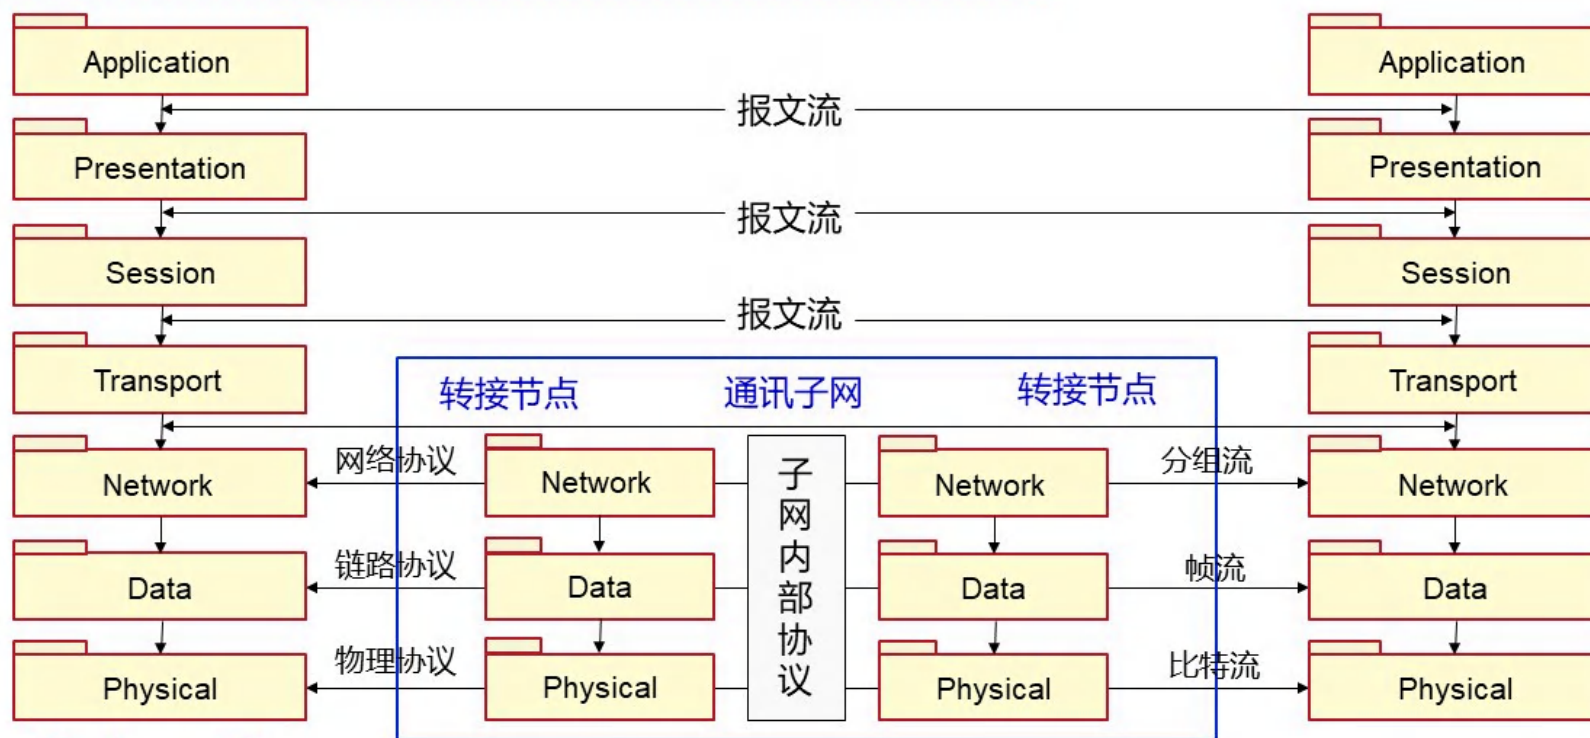 Application
Application
报文流
Presentation
Presentation
报文流
Session
Session
报文流
Transport
转接节点
通讯子网
转接节点
Transport
Network
网络协议
Network
子网内部协议
Network
分组流
Network
Data
链路协议
Data
Data
帧流
Data
Physical
物理协议
Physical
Physical
比特流
Physical